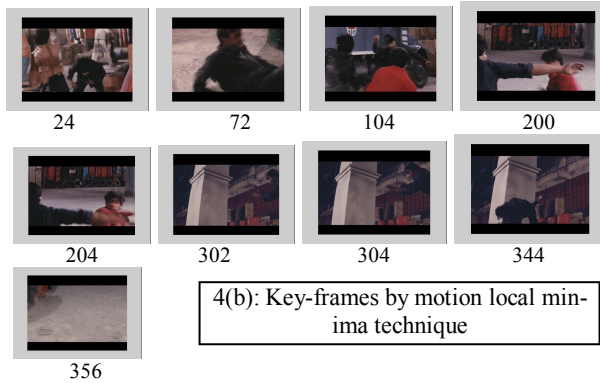 24 72 104 200
204 302 304 344
4(b): Key-frames by motion local min-
ima technique
356